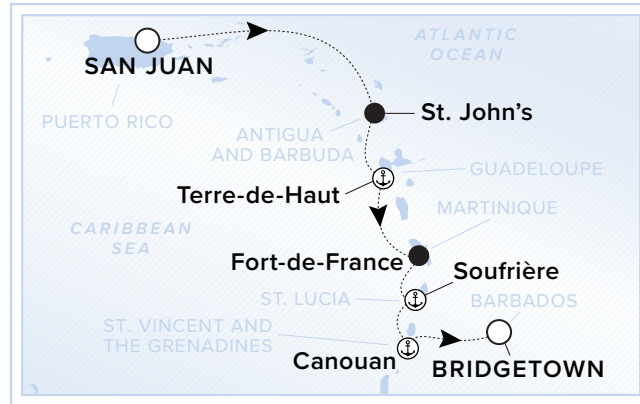 ATLANTIC
OCEAN
SAN JUAN
PUERTO RICO
St. John's
ANTIGUA
AND BARBUDA
GUADELOUPE
Terre-de-Haut
MARTINIQUE
CARIBBEAN
SEA
Fort-de-France
Soufrière
ST. LUCIA
BARBADOS
ST. VINCENT AND
THE GRENADINES
Canouan
BRIDGETOWN